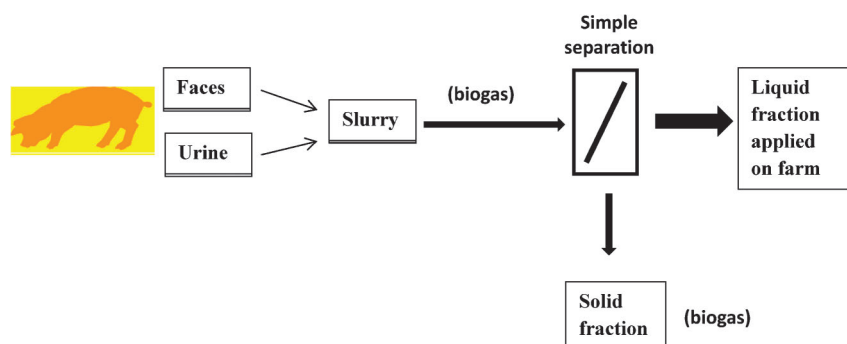 Simple
separation
Faces
(biogas)
Liquid
fraction
applied
on farm
Slurry
Urine
Solid
fraction
(biogas)